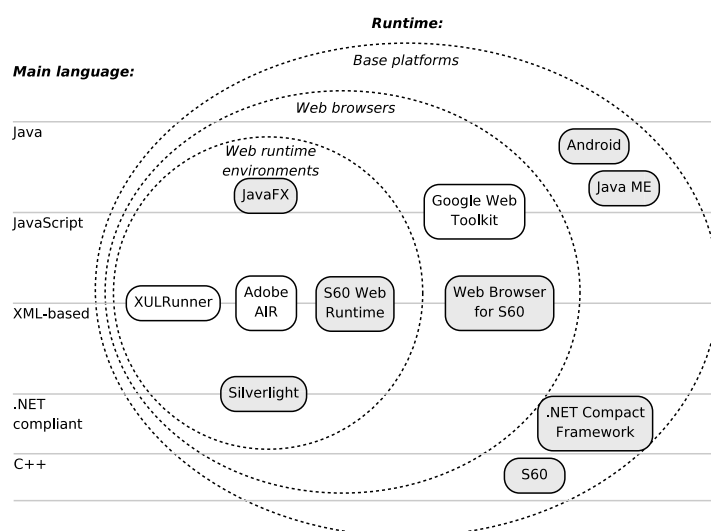 Runtime:
Base platforms
Main language:
Web browsers
Java
Android
Web runtime
environments
JavaFX
Java ME
Google Web
Toolkit
JavaScript
XULRunner
Adobe
AIR
S60 Web
Runtime
Web Browser
for S60
XML-based
Silverlight
.NET
compliant
.NET Compact
Framework
C++
S60